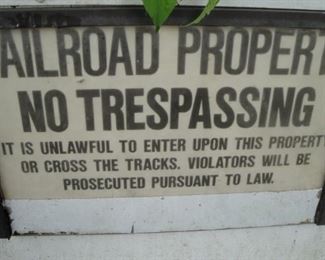 AILROAD PROPERT
NO TRESPASSING
IT IS UNLAWFUL TO ENTER UPON THIS PROPERT
OR CROSS THE TRACKS. VIOLATORS WILL BE
PROSECUTED PURSUANT TO LAW.